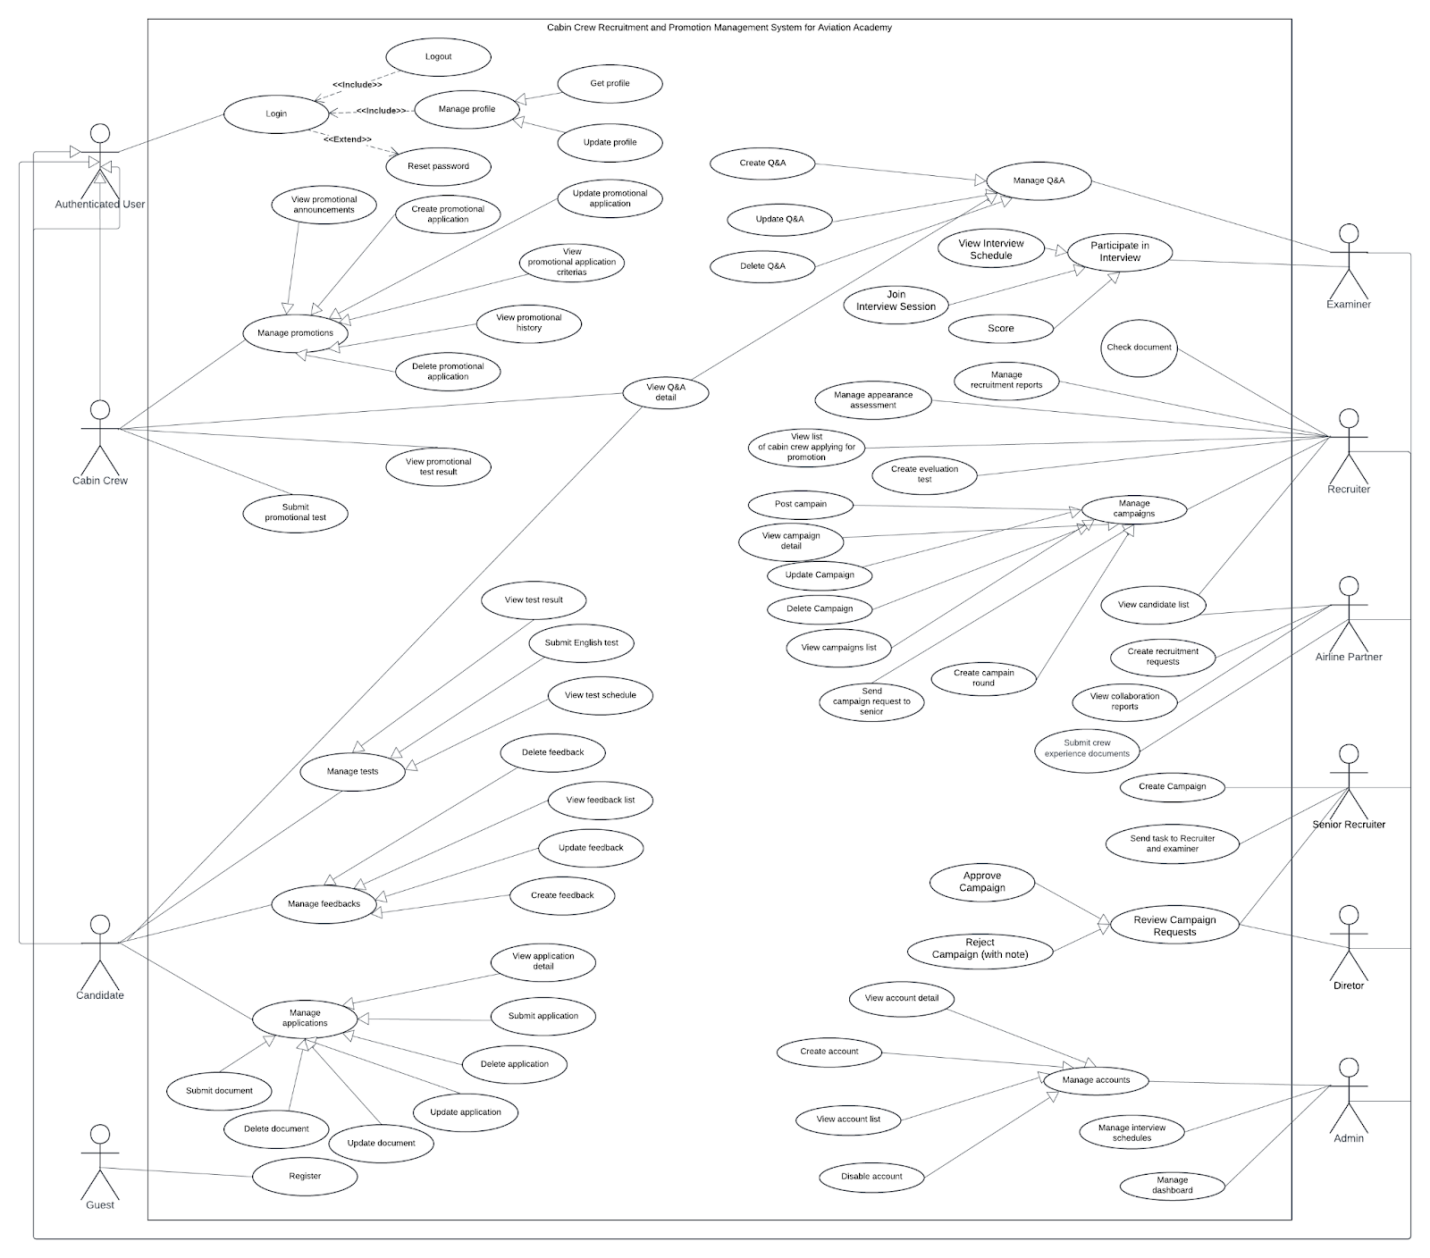 Cabin Crew Recruitment and Promotion Management System for Aviation Academy
Logout
<<Include>>
Login
<<Include>>
Manage profile
Get profile
<<Extend>>
Update profile
Reset password
Authenticated User
View promotional
announcements
Create promotional
application
Update promotional
application
View
promotional application
criterias
Manage promotions
View promotional
history
Delete promotional
application
Cabin Crew
View Q&A
detail
View promotional
test result
Submit
promotional test
Create Q&A
Manage Q&A
Update Q&A
Delete Q&A
View Interview
Schedule
Participate in
Interview
Join
Interview Session
Score
Examiner
Check document
Manage
recruitment reports
Manage appearance
assessment
View list
of cabin crew applying for
promotion
Create eveluation
test
Recruiter
Post campain
Manage
campaigns
View campaign
detail
Update Campaign
Delete Campaign
View campaigns list
Send
campaign request to
senior
Create campain
round
View candidate list
Create recruitment
requests
View collaboration
reports
Submit crew
experience documents
Airline Partner
View test result
Submit English test
View test schedule
Manage tests
Delete feedback
View feedback list
Update feedback
Create feedback
Manage feedbacks
Candidate
Create Campaign
Send task to Recruiter
and examiner
Senior Recruiter
Approve
Campaign
Review Campaign
Requests
Reject
Campaign (with note)
Diretor
View application
detail
Manage
applications
Submit application
Delete application
Update application
Submit document
Delete document
Update document
Register
Guest
View account detail
Create account
Manage accounts
View account list
Disable account
Manage interview
schedules
Manage
dashboard
Admin